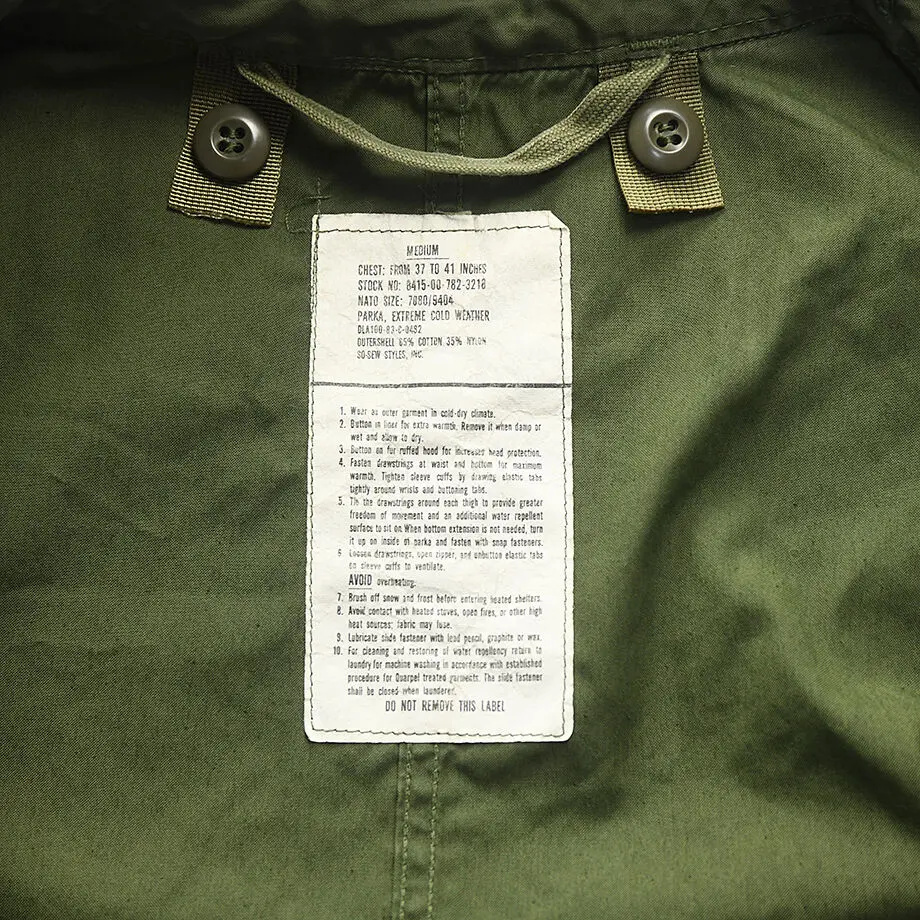 MEDIUM
CHEST: FROM 37 TO 41 INCHES
STOCK NO: 8415-00-782-3218
NATO SIZE: 7080/9404
PARKA, EXTREME COLD WEATHER
DLA100-83-C-0452
OUTERSHELL 65% COTTON 35% NYLON
SO-SEW STYLES, INC.
1. Wear as outer garment in cold-dry climate.
2. Button in liner for extra warmth. Remove it when damp or
wet and allow to dry.
3. Button on fur ruffed hood for increases head protection.
4. Fasten drawstrings at waist and bottom for maximum
warmth. Tighten sleeve cuffs by drawing elastic tabs
tightly around wrists and buttoning tabs.
5. Tie the drawstrings around each thigh to provide greater
freedom of movement and an additional water repellent
surface to sit on. When bottom extension is not needed, turn
it up on inside of parka and fasten with snap fasteners.
6 Loosen drawstrings, open zipper, and unbutton elastic tabs
on sleeve cuffs to ventilate.
AVOID overheating.
7. Brush off snow and frost before entering heated shelters.
8. Avoid contact with heated stoves, open fires, or other high
heat sources; fabric may fuse.
9. Lubricate slide fastener with lead pencil, graphite or wax.
10. For cleaning and restoring of water repellency return to
laundry for machine washing in accordance with established
procedure for Quarpel treated garments. The slide fastener
shall be closed when laundered.
DO NOT REMOVE THIS LABEL